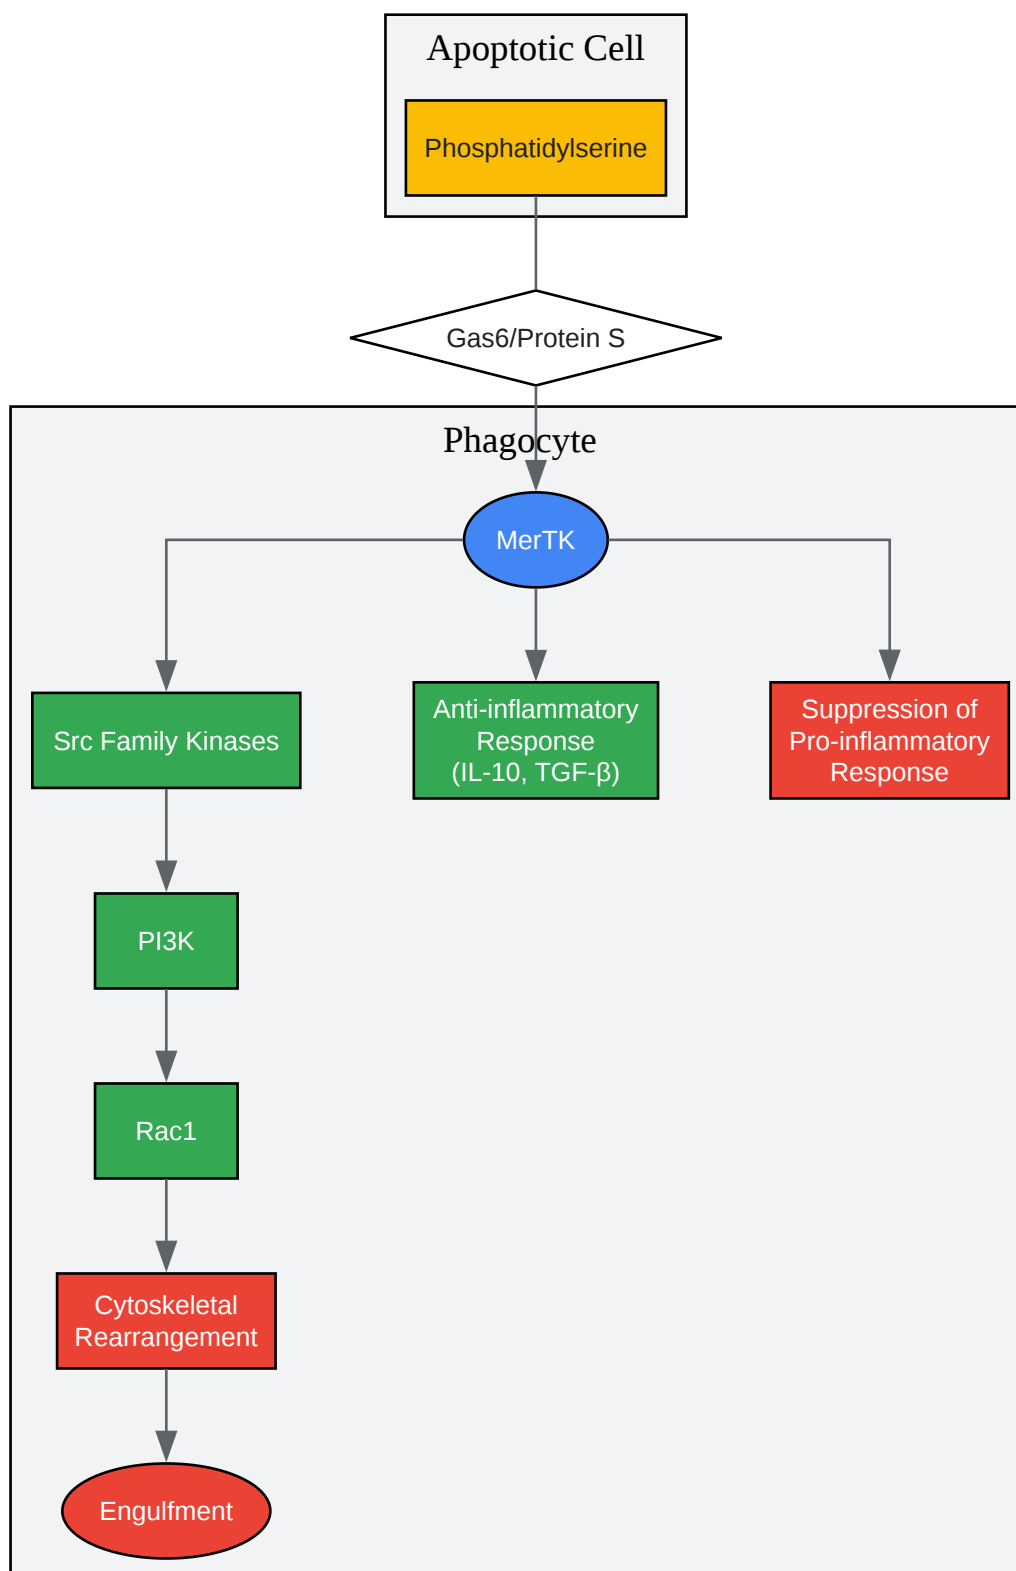 Apoptotic Cell
Phosphatidylserine
Gas6/Protein S
Phagocyte
MerTK
Src Family Kinases
Anti-inflammatory
Response
(IL-10, TGF-β)
Suppression of
Pro-inflammatory
Response
PI3K
Rac1
Cytoskeletal
Rearrangement
Engulfment